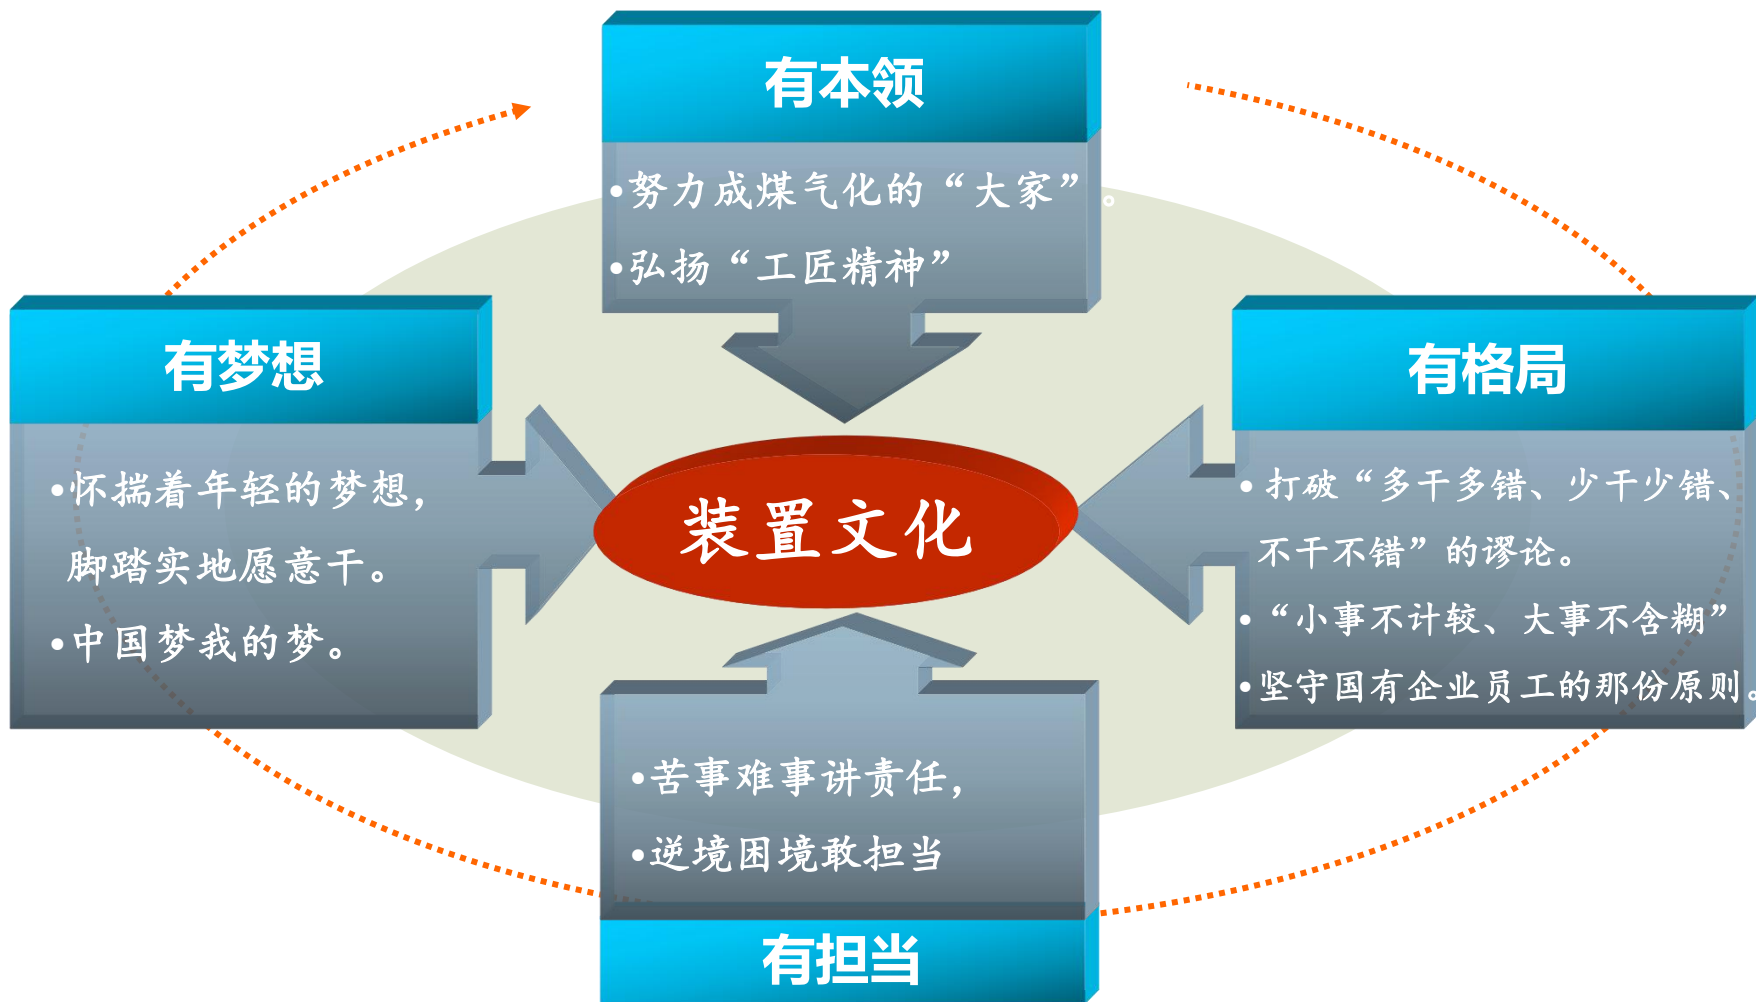 有本领
•努力成煤气化的“大家”。
•弘扬“工匠精神”
有梦想
•怀揣着年轻的梦想，
脚踏实地愿意干。
•中国梦我的梦。
装置文化
有格局
•打破“多干多错、少干少错、
不干不错”的谬论。
•“小事不计较、大事不含糊”
•坚守国有企业员工的那份原则。
•苦事难事讲责任，
•逆境困境敢担当
有担当